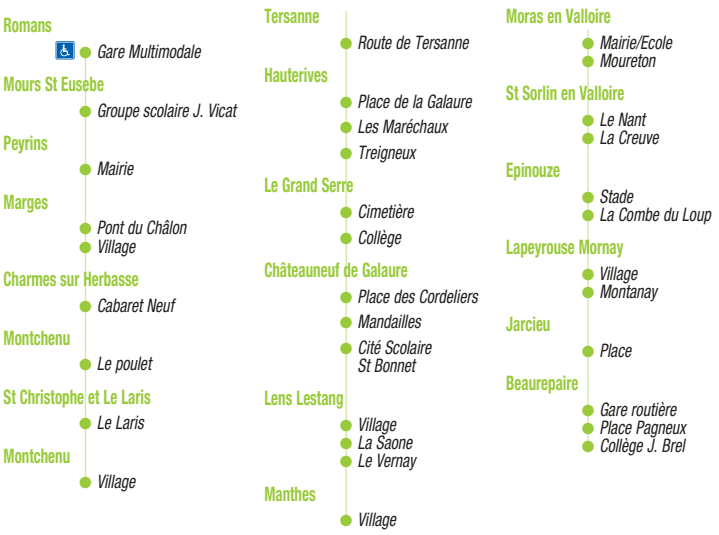 Romans
Gare Multimodale
Mours St Eusebe
Groupe scolaire J. Vicat
Peyrins
Mairie
Marges
Pont du Châlon
Village
Charmes sur Herbasse
Cabaret Neuf
Montchenu
Le poulet
St Christophe et Le Laris
Le Laris
Montchenu
Village
Tersanne
Route de Tersanne
Hauterives
Place de la Galaure
Les Maréchaux
Treigneux
Le Grand Serre
Cimetière
Collège
Châteauneuf de Galaure
Place des Cordeliers
Mandailles
Cité Scolaire
St Bonnet
Lens Lestang
Village
La Saone
Le Vernay
Manthes
Village
Moras en Valloire
Mairie/Ecole
Moureton
St Sorlin en Valloire
Le Nant
La Creuve
Epinouze
Stade
La Combe du Loup
Lapeyrouse Mornay
Village
Montanay
Jarcieu
Place
Beaurepaire
Gare routière
Place Pagneux
Collège J. Brel